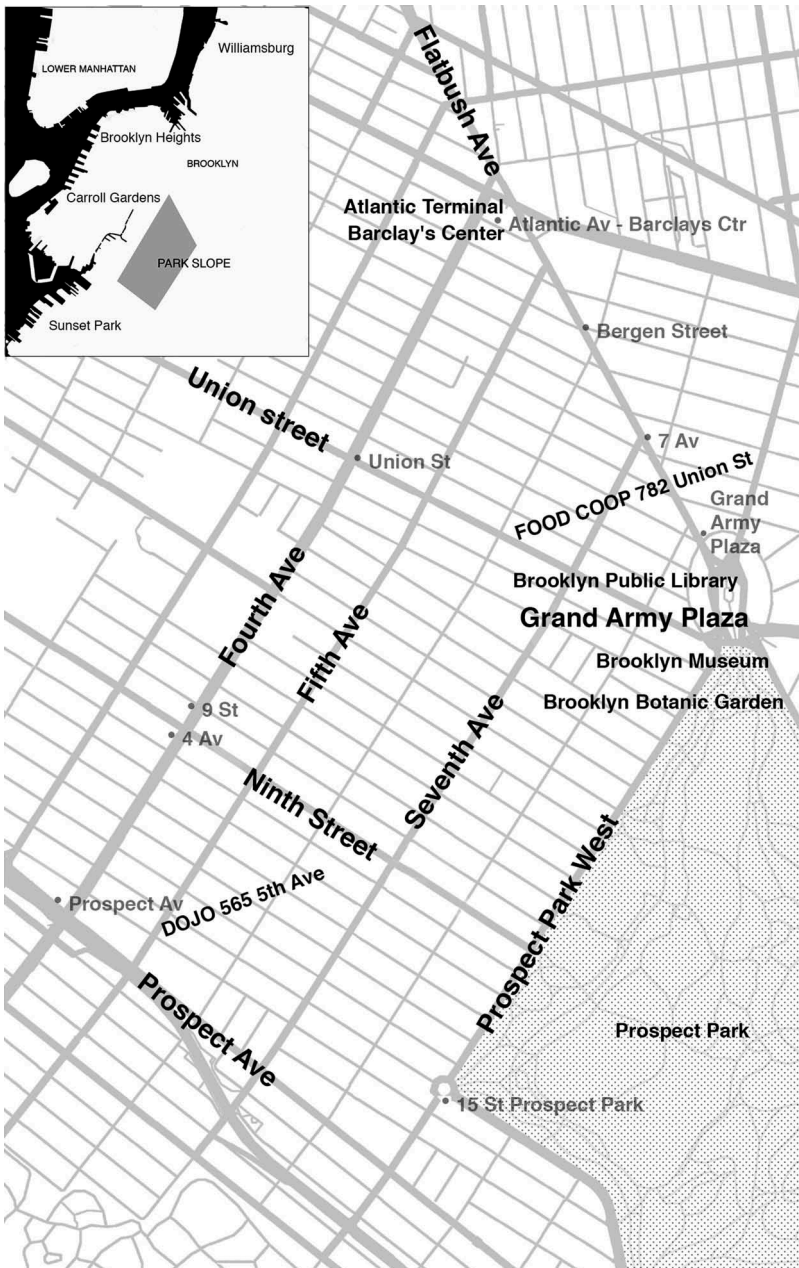 Williamsburg
LOWER MANHATTAN
Brooklyn Heights
BROOKLYN
Carroll Gardens
PARK SLOPE
Sunset Park
Flatbush Ave
Atlantic Terminal
Barclay's Center
Atlantic Av - Barclays Ctr
Bergen Street
Union street
Union St
7 Av
FOOD COOP 782 Union St
Grand
Army
Plaza
Brooklyn Public Library
Grand Army Plaza
Fourth Ave
Fifth Ave
Brooklyn Museum
Brooklyn Botanic Garden
9 St
4 Av
Seventh Ave
Ninth Street
Prospect Park West
DOJO 565 5th Ave
Prospect Av
Prospect Ave
Prospect Park
15 St Prospect Park